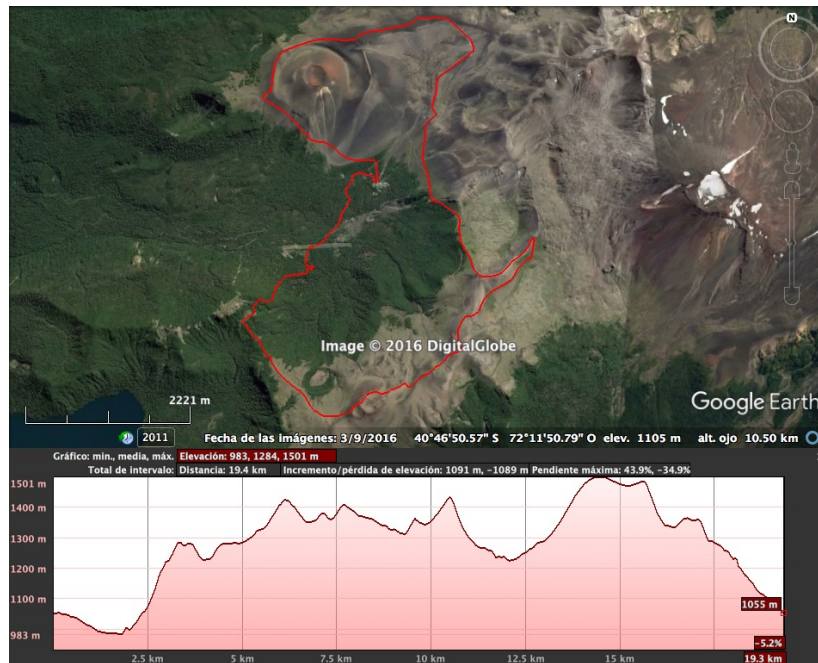 N
Image © 2016 DigitalGlobe
Google Earth
2221 m
2011
Fecha de las imágenes: 3/9/2016 40°46'50.57" S 72°11'50.79" O elev. 1105 m alt. ojo 10.50 km
Gráfico: min., media, máx. Elevación: 983, 1284, 1501 m
Total de intervalo: Distancia: 19.4 km Incremento/pérdida de elevación: 1091 m, -1089 m Pendiente máxima: 43.9%, -34.9%
1501 m
1400 m
1300 m
1200 m
1100 m
1055 m
983 m
-5.2%
2.5 km 5 km 7.5 km 10 km 12.5 km 15 km 19.3 km